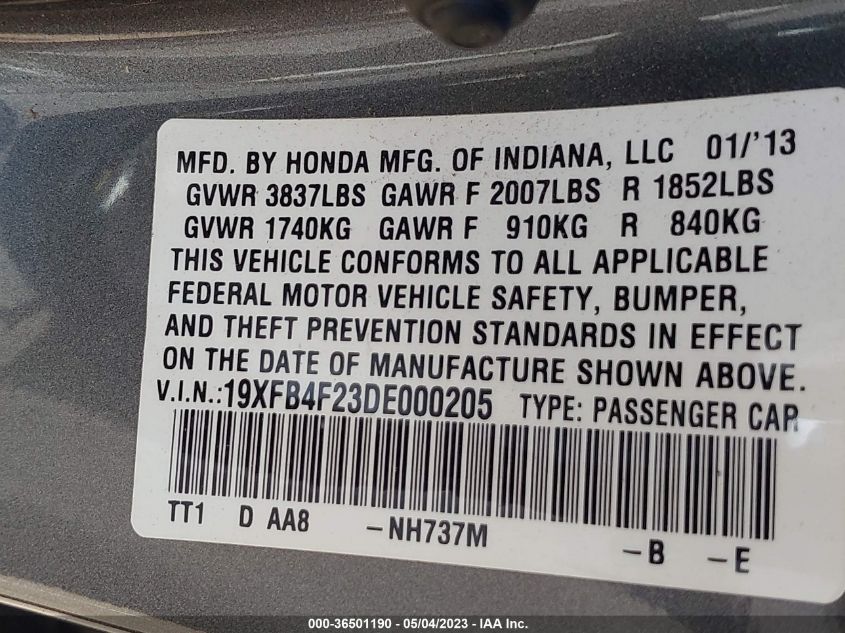 MFD. BY HONDA MFG. OF INDIANA, LLC 01/'13
GVWR 3837LBS GAWR F 2007LBS R 1852LBS
GVWR 1740KG GAWR F 910KG R 840KG
THIS VEHICLE CONFORMS TO ALL APPLICABLE
FEDERAL MOTOR VEHICLE SAFETY, BUMPER,
AND THEFT PREVENTION STANDARDS IN EFFECT
ON THE DATE OF MANUFACTURE SHOWN ABOVE.
V.I.N.:19XFB4F23DE000205 TYPE: PASSENGER CAR
TT1 D AA8 -NH737M -B -E
000-36501190 - 05/04/2023 - IAA Inc.